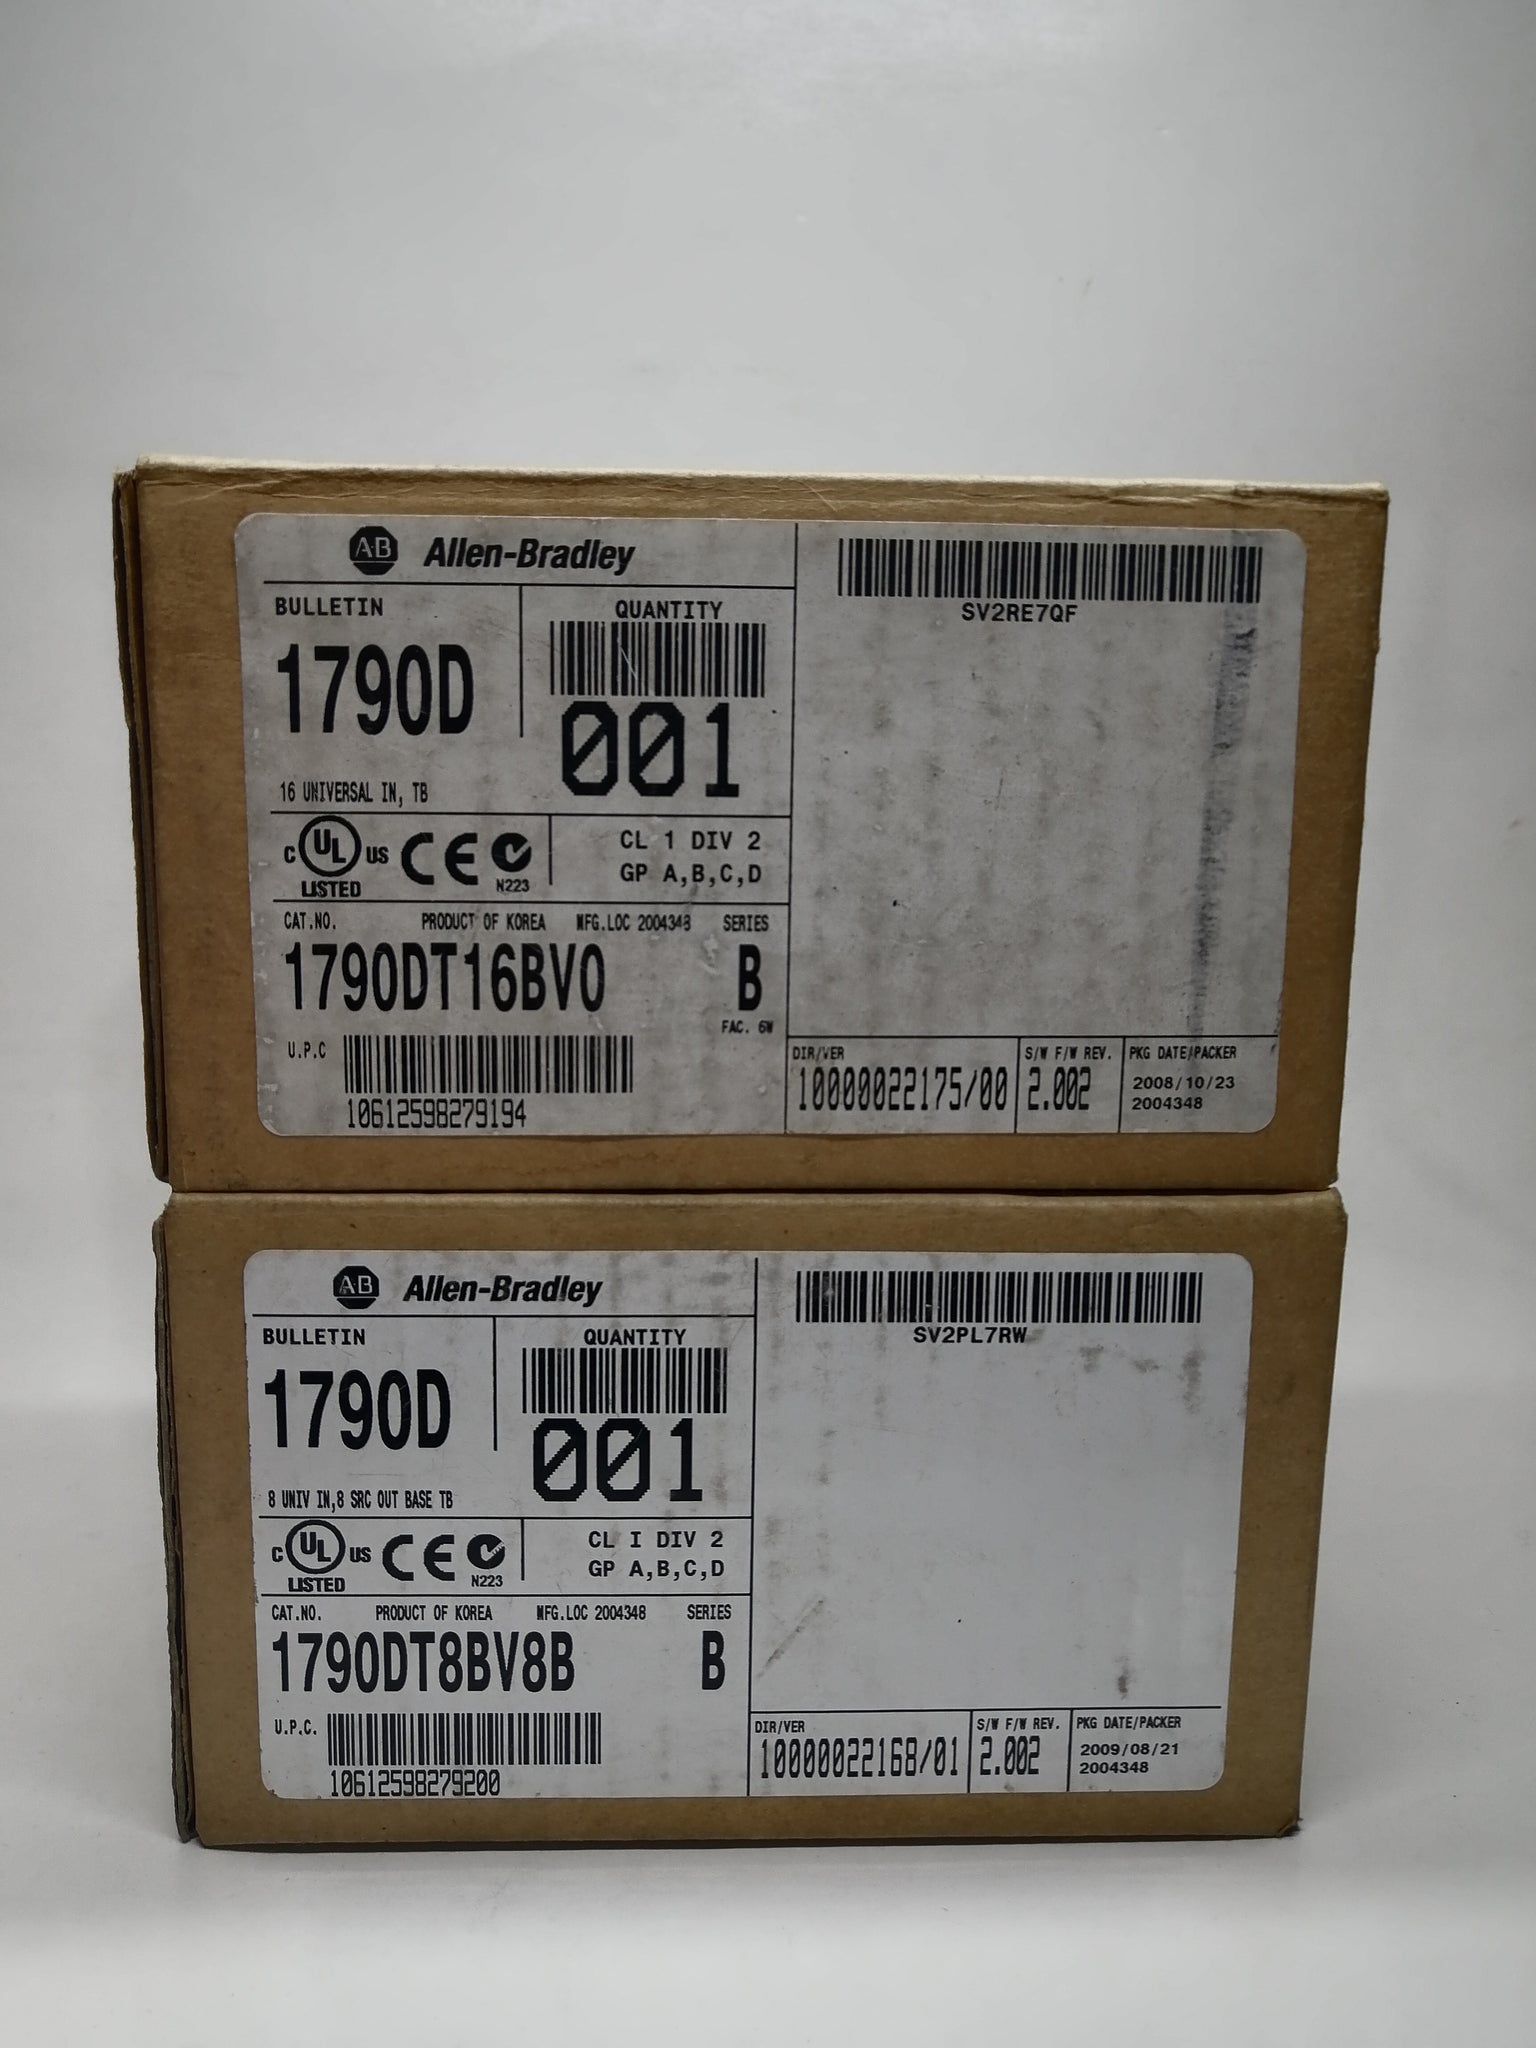 A-B Allen-Bradley
BULLETIN
1790D
16 UNIVERSAL IN, TB
QUANTITY
001
SV2RE7QF
C UL US
LISTED
CE
N223
CL 1 DIV 2
GP A,B,C,D
CAT.NO. PRODUCT OF KOREA MFG.LOC 2004348 SERIES
1790DT16BV0 B
FAC. 6W
U.P.C
10612598279194
DIR/VER
10000022175/00
S/W F/W REV.
2.002
PKG DATE/PACKER
2008/10/23
2004348
A-B Allen-Bradley
BULLETIN
1790D
8 UNIV IN,8 SRC OUT BASE TB
QUANTITY
001
SV2PL7RW
C UL US
LISTED
CE
N223
CL I DIV 2
GP A,B,C,D
CAT.NO. PRODUCT OF KOREA MFG.LOC 2004348 SERIES
1790DT8BV8B B
U.P.C.
10612598279200
DIR/VER
10000022168/01
S/W F/W REV.
2.002
PKG DATE/PACKER
2009/08/21
2004348